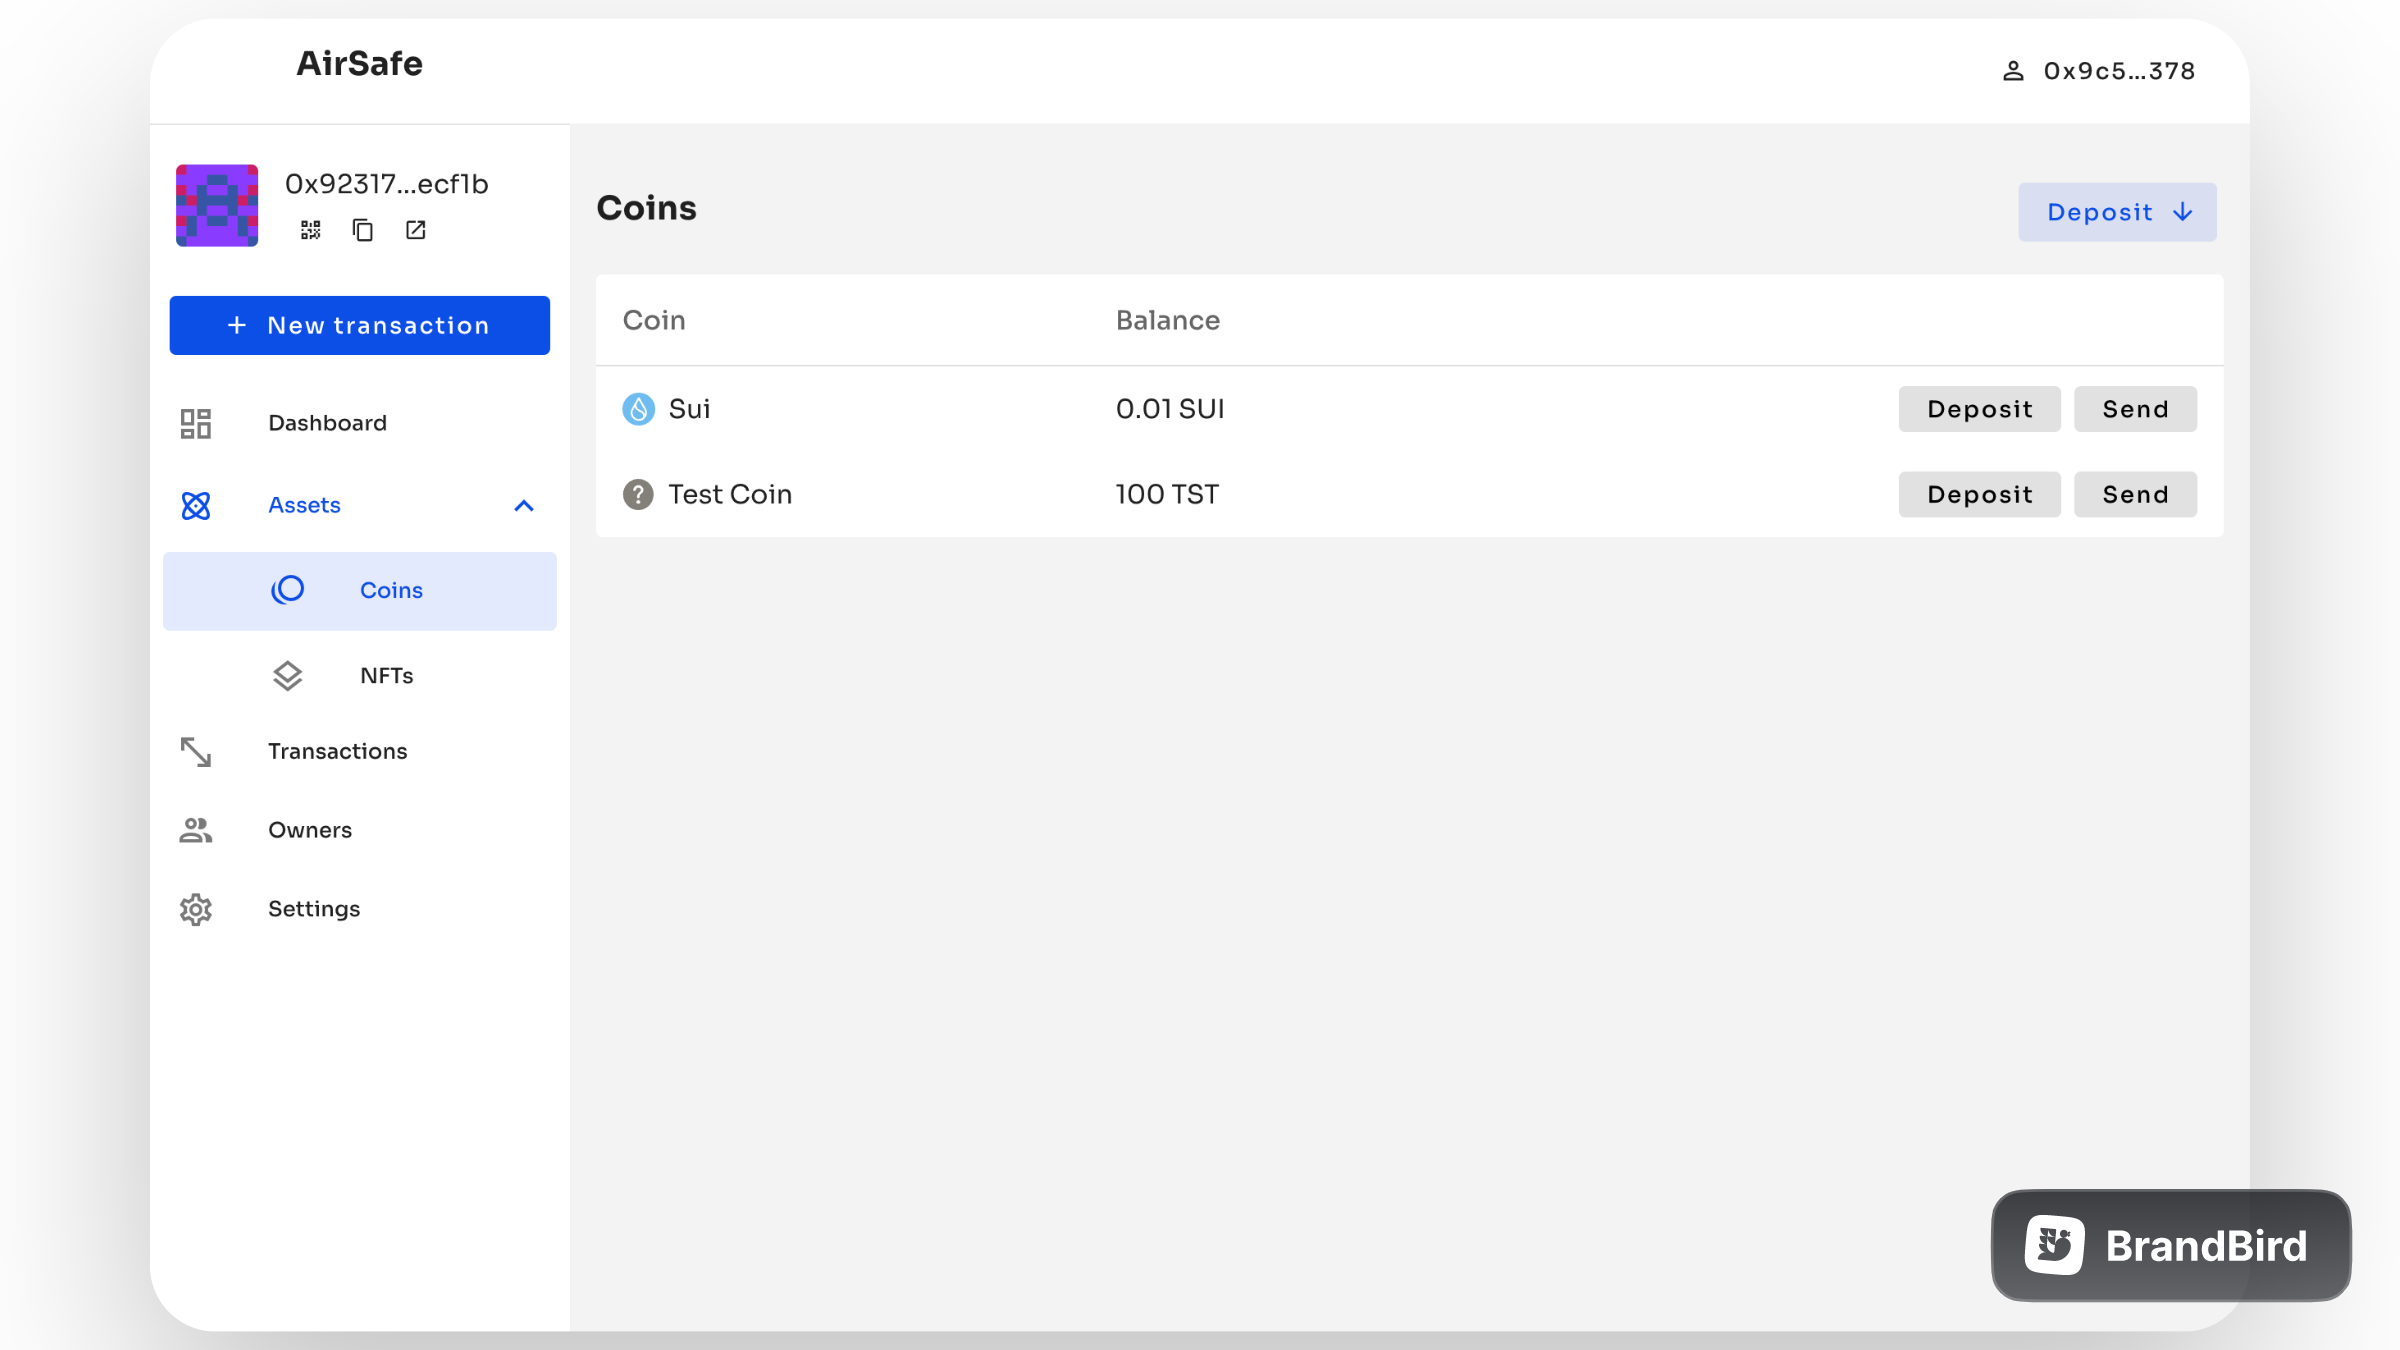 AirSafe
0x9c5...378
0x92317...ecf1b
+ New transaction
Dashboard
Assets
Coins
NFTs
Transactions
Owners
Settings
Coins
Deposit
Coin Balance
Sui 0.01 SUI Deposit Send
? Test Coin 100 TST Deposit Send
BrandBird